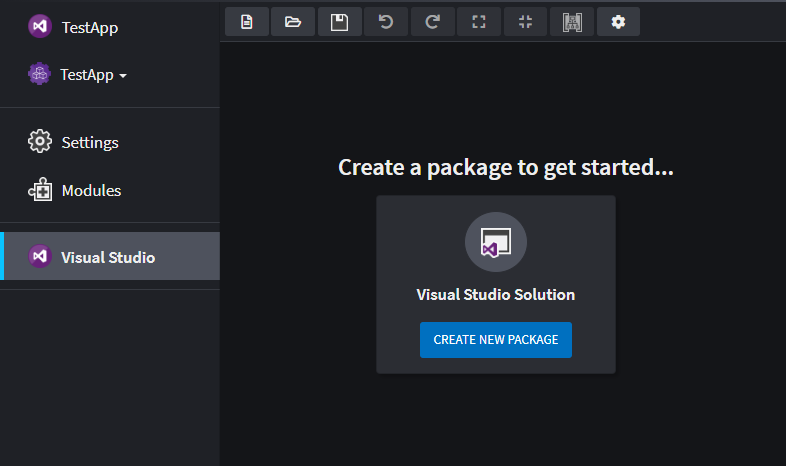 TestApp
TestApp
Settings
Modules
Visual Studio
Create a package to get started...
Visual Studio Solution
CREATE NEW PACKAGE